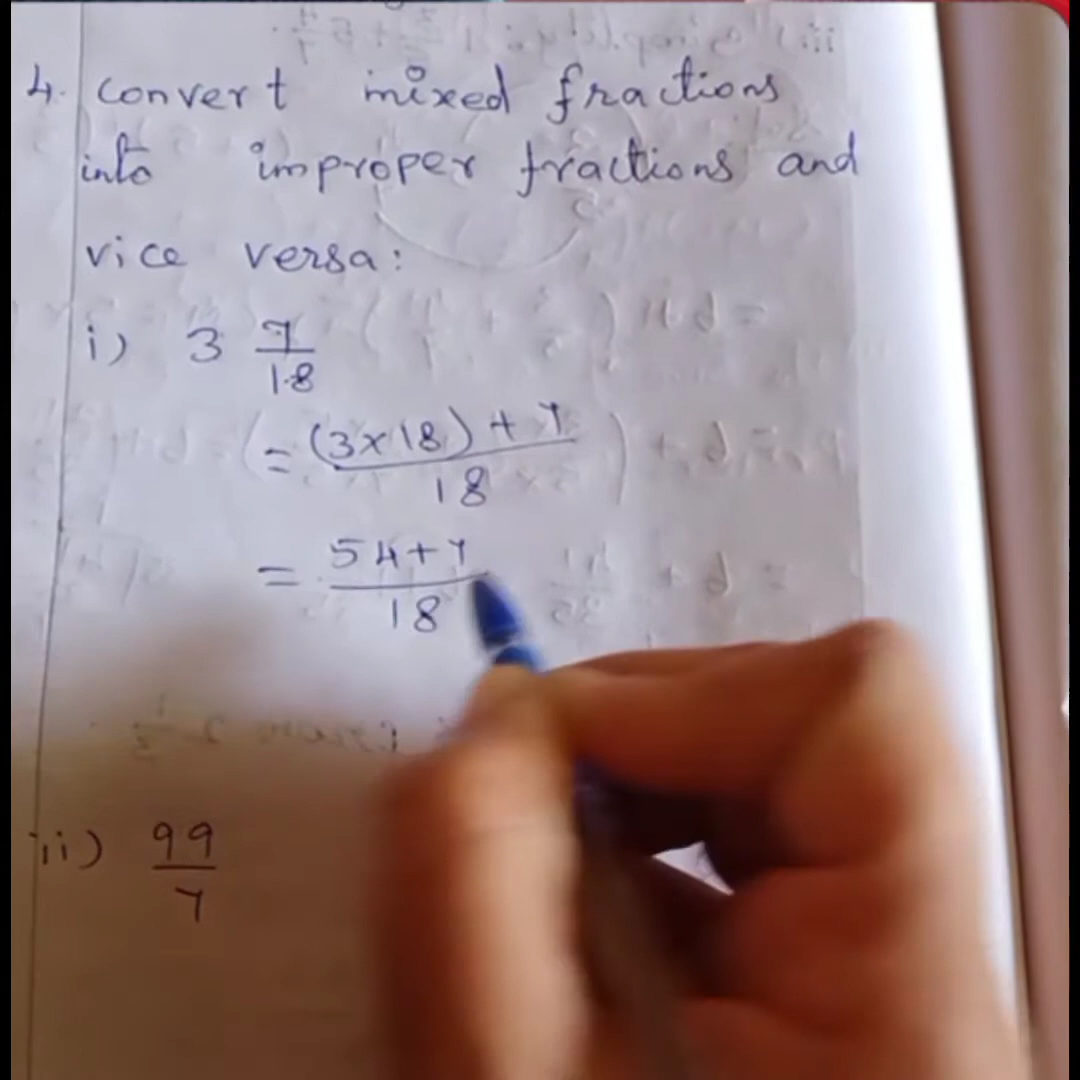 4. convert mixed fractions
into improper fractions and
vice versa:
i) 3 7/18
= (3×18) + 7 / 18
= 54+7 / 18
ii) 99/7